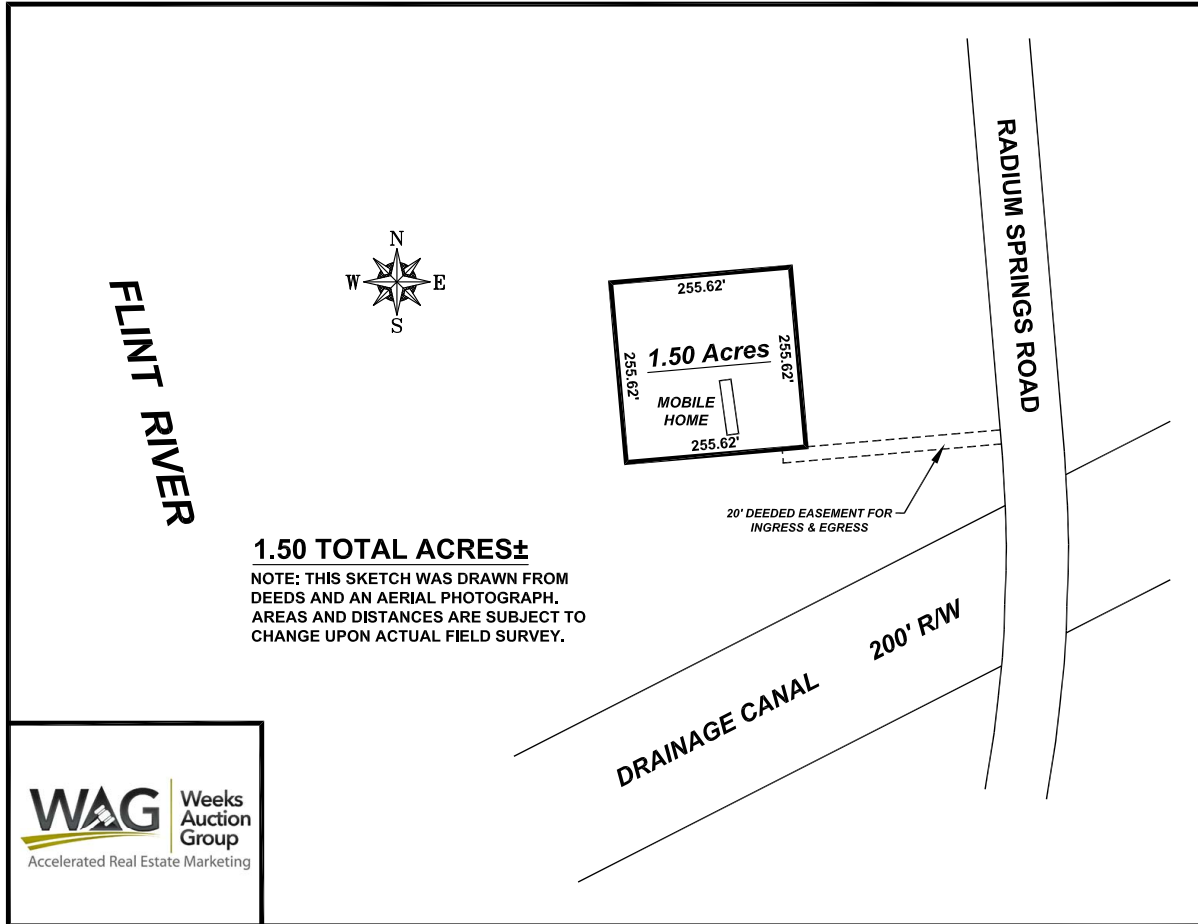 RADIUM SPRINGS ROAD
N
W
E
S
FLINT RIVER
255.62'
255.62'
255.62'
1.50 Acres
MOBILE
HOME
255.62'
20' DEEDED EASEMENT FOR
INGRESS & EGRESS
1.50 TOTAL ACRES±
NOTE: THIS SKETCH WAS DRAWN FROM
DEEDS AND AN AERIAL PHOTOGRAPH.
AREAS AND DISTANCES ARE SUBJECT TO
CHANGE UPON ACTUAL FIELD SURVEY.
DRAINAGE CANAL 200' R/W
WAG
Weeks
Auction
Group
Accelerated Real Estate Marketing